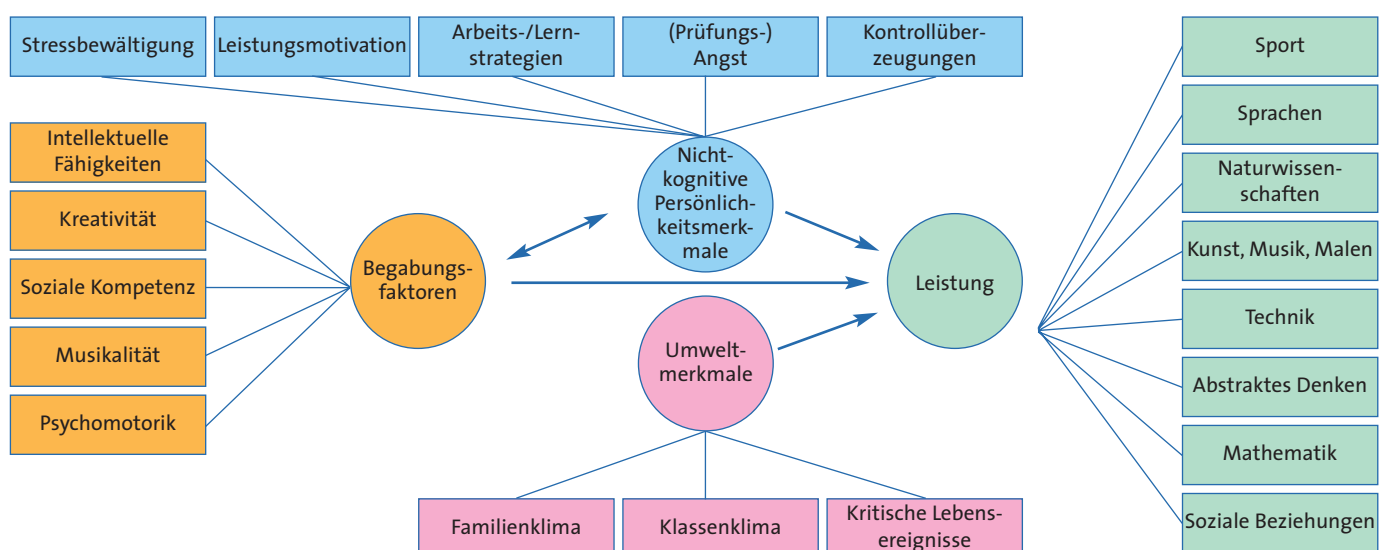 Stressbewältigung
Leistungsmotivation
Arbeits-/Lern-
strategien
(Prüfungs-)
Angst
Kontrollüber-
zeugungen
Intellektuelle
Fähigkeiten
Kreativität
Soziale Kompetenz
Musikalität
Psychomotorik
Begabungs-
faktoren
Nicht-
kognitive
Persönlich-
keitsmerk-
male
Umwelt-
merkmale
Leistung
Familienklima
Klassenklima
Kritische Lebens-
ereignisse
Sport
Sprachen
Naturwissen-
schaften
Kunst, Musik, Malen
Technik
Abstraktes Denken
Mathematik
Soziale Beziehungen